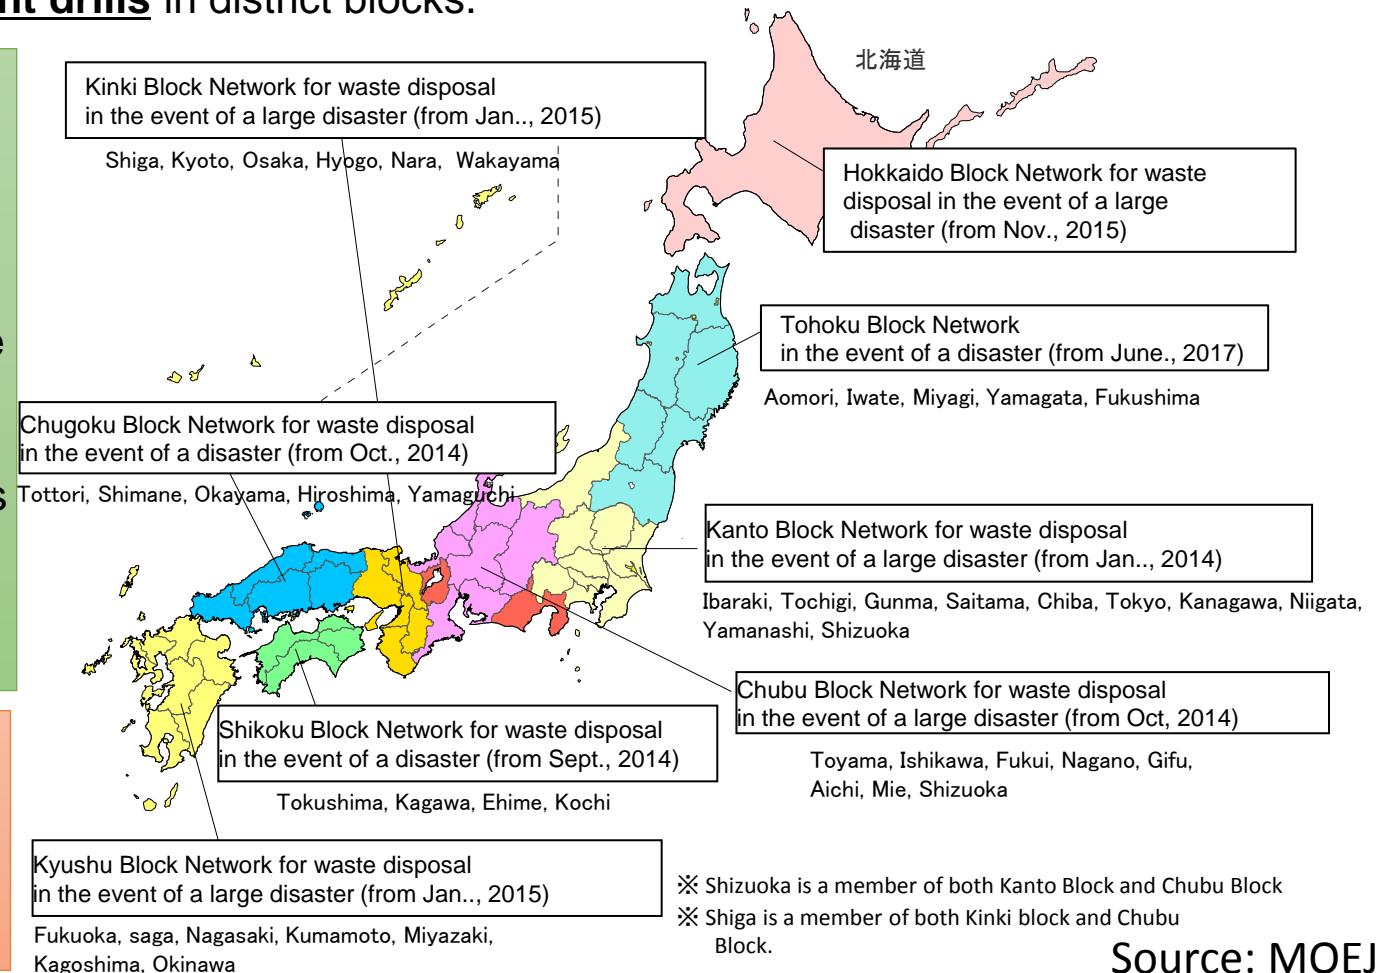 nt drills in district blocks.
北海道
Kinki Block Network for waste disposal
in the event of a large disaster (from Jan.., 2015)
Shiga, Kyoto, Osaka, Hyogo, Nara, Wakayama
Hokkaido Block Network for waste
disposal in the event of a large
disaster (from Nov., 2015)
Tohoku Block Network
in the event of a disaster (from June., 2017)
Aomori, Iwate, Miyagi, Yamagata, Fukushima
e
Chugoku Block Network for waste disposal
in the event of a disaster (from Oct., 2014)
s
Tottori, Shimane, Okayama, Hiroshima, Yamaguchi
Kanto Block Network for waste disposal
in the event of a large disaster (from Jan.., 2014)
Ibaraki, Tochigi, Gunma, Saitama, Chiba, Tokyo, Kanagawa, Niigata,
Yamanashi, Shizuoka
Chubu Block Network for waste disposal
in the event of a large disaster (from Oct, 2014)
Toyama, Ishikawa, Fukui, Nagano, Gifu,
Aichi, Mie, Shizuoka
Shikoku Block Network for waste disposal
in the event of a disaster (from Sept., 2014)
Tokushima, Kagawa, Ehime, Kochi
Kyushu Block Network for waste disposal
in the event of a large disaster (from Jan.., 2015)
Fukuoka, saga, Nagasaki, Kumamoto, Miyazaki,
Kagoshima, Okinawa
※ Shizuoka is a member of both Kanto Block and Chubu Block
※ Shiga is a member of both Kinki block and Chubu
Block.
Source: MOEJ